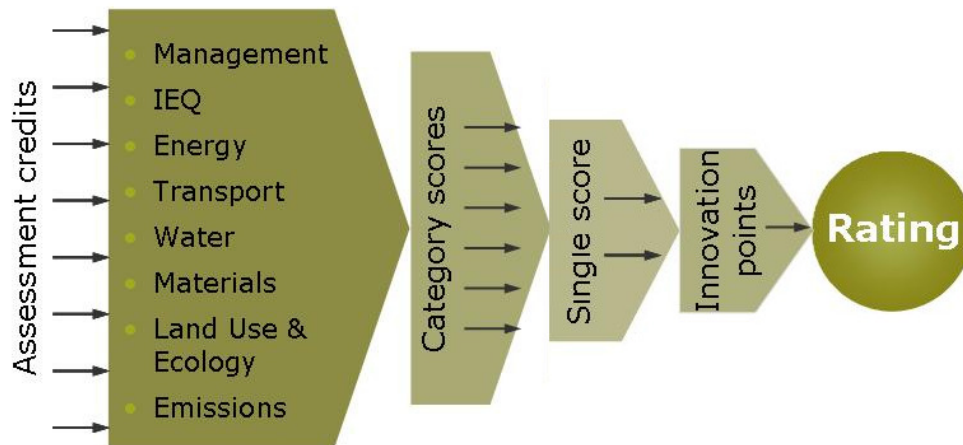 Assessment credits
Management
IEQ
Energy
Transport
Water
Materials
Land Use &
Ecology
Emissions
Category scores
Single score
Innovation
points
Rating